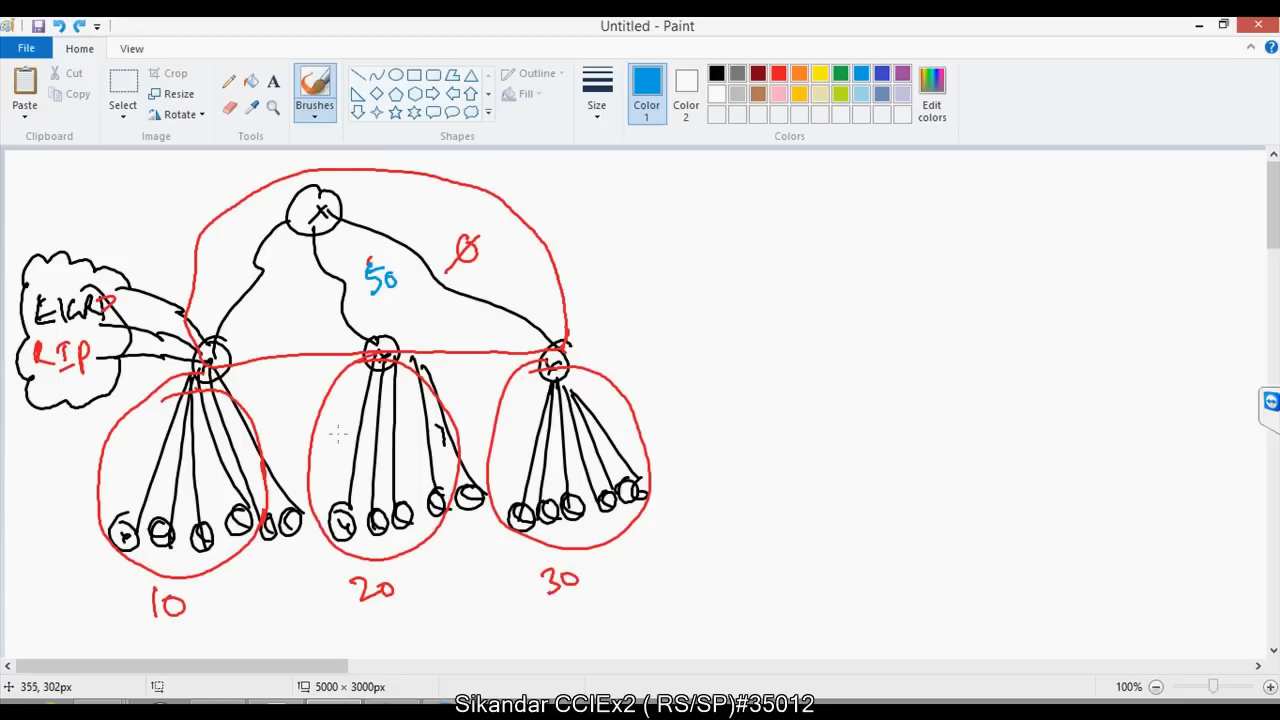 Untitled - Paint
File
Home
View
Paste
Cut
Copy
Clipboard
Select
Crop
Resize
Rotate
Image
A
Tools
Brushes
Outline
Fill
Shapes
Size
Color
1
Color
2
Edit
colors
Colors
Ø
50
EIGRP
RIP
10
20
30
355, 302px
5000 × 3000px
100%
Sikandar CCIEx2 ( RS/SP)#35012